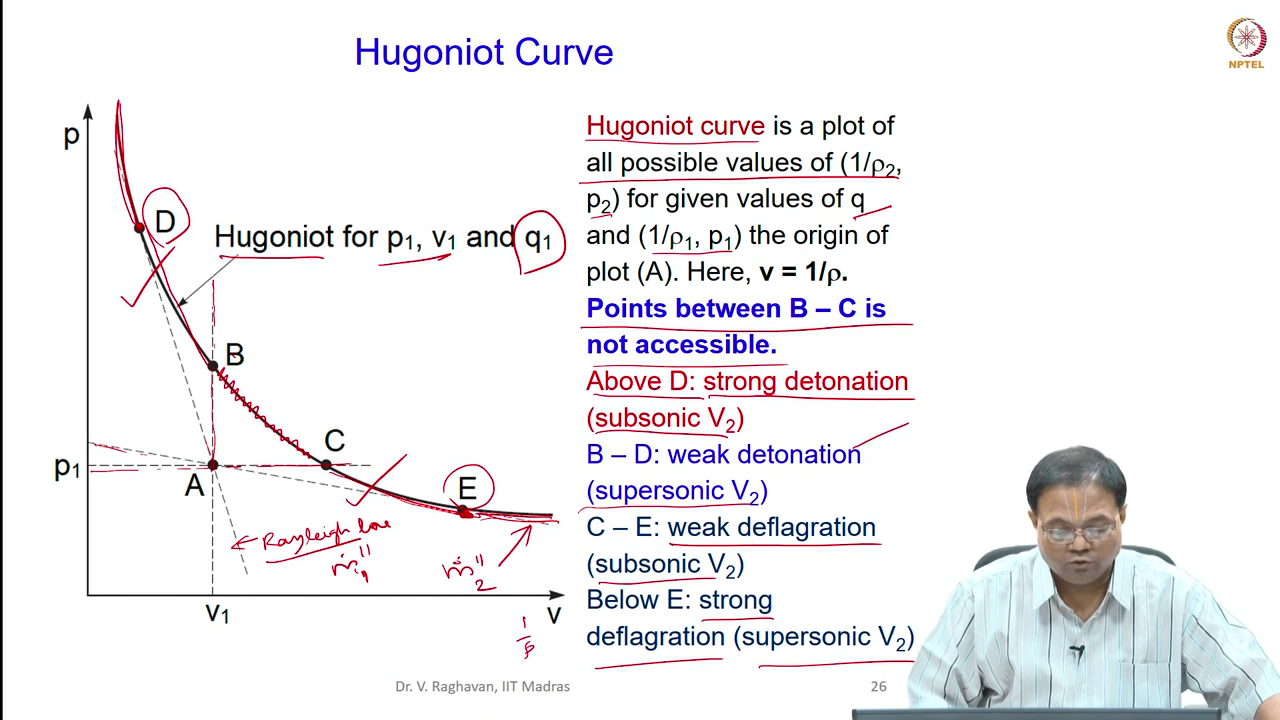 Hugoniot Curve
NPTEL
p
D
Hugoniot for p₁, v₁ and q₁
B
C
p₁
A
E
Rayleigh line
ṁ″₁
ṁ″₂
v₁
v
1/ρ
Hugoniot curve is a plot of
all possible values of (1/ρ₂,
p₂) for given values of q
and (1/ρ₁, p₁) the origin of
plot (A). Here, v = 1/ρ.
Points between B – C is
not accessible.
Above D: strong detonation
(subsonic V₂)
B – D: weak detonation
(supersonic V₂)
C – E: weak deflagration
(subsonic V₂)
Below E: strong
deflagration (supersonic V₂)
Dr. V. Raghavan, IIT Madras
26